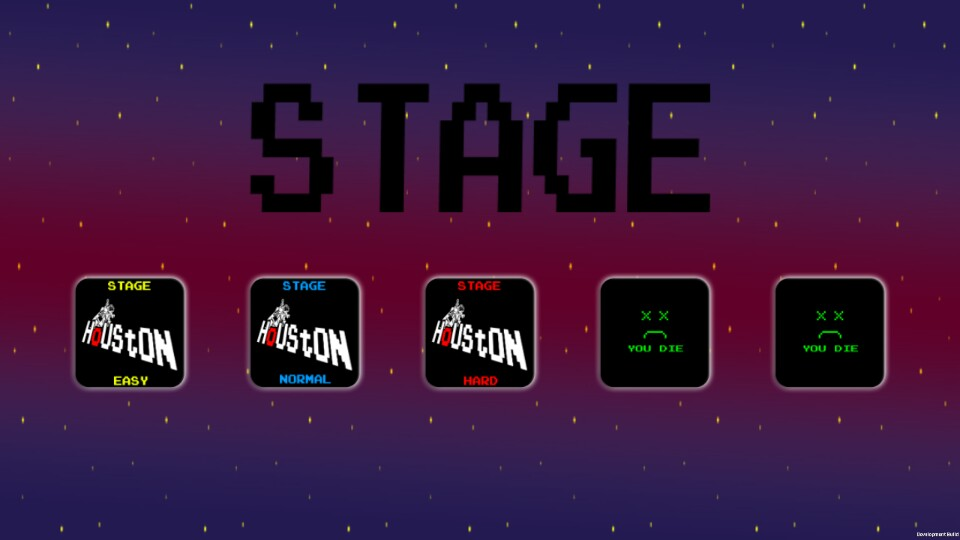 STAGE
STAGE
HOUStON
EASY
STAGE
HOUStON
NORMAL
STAGE
HOUStON
HARD
X X
YOU DIE
X X
YOU DIE
Development Build